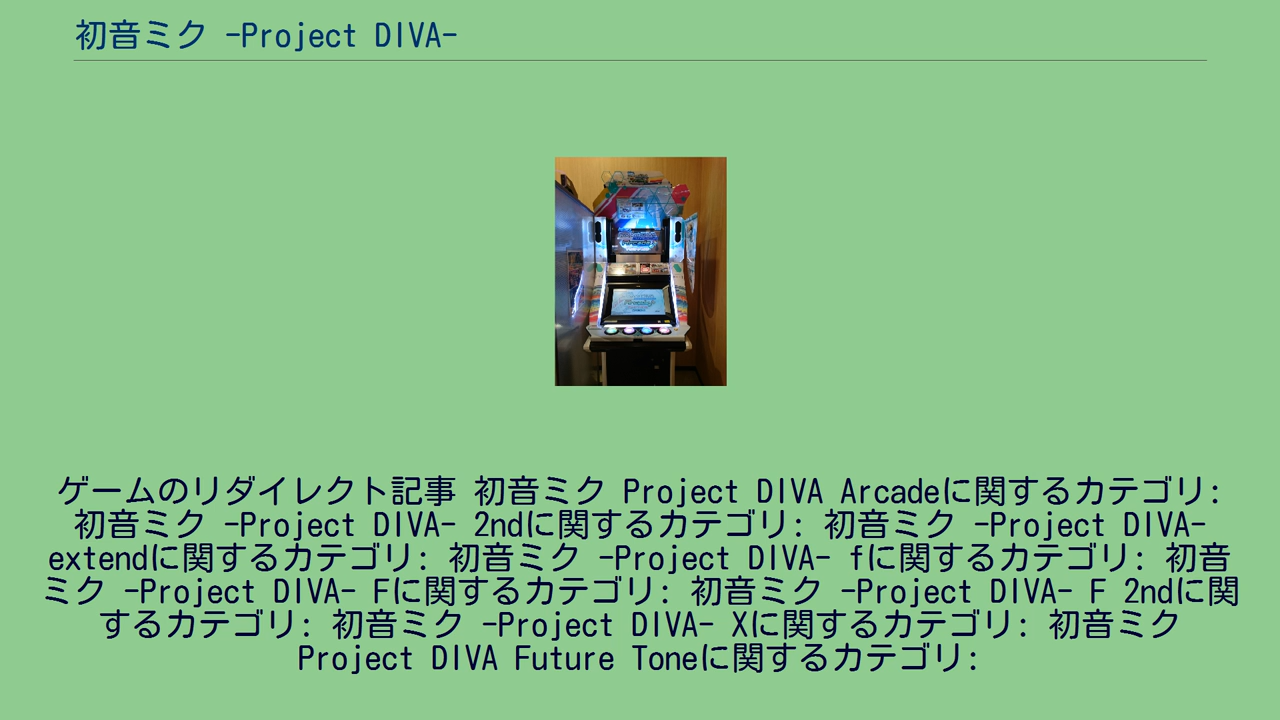 初音ミク -Project DIVA-
ゲームのリダイレクト記事 初音ミク Project DIVA Arcadeに関するカテゴリ:
初音ミク -Project DIVA- 2ndに関するカテゴリ: 初音ミク -Project DIVA-
extendに関するカテゴリ: 初音ミク -Project DIVA- fに関するカテゴリ: 初音
ミク -Project DIVA- Fに関するカテゴリ: 初音ミク -Project DIVA- F 2ndに関
するカテゴリ: 初音ミク -Project DIVA- Xに関するカテゴリ: 初音ミク
Project DIVA Future Toneに関するカテゴリ: